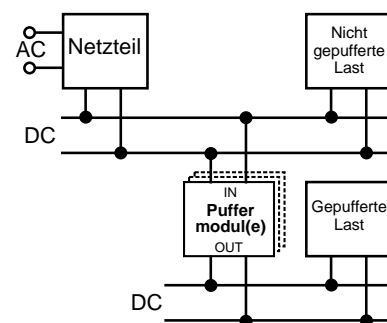 AC
Netzteil
Nicht
gepufferte
Last
DC
IN
Puffer
modul(e)
OUT
Gepufferte
Last
DC